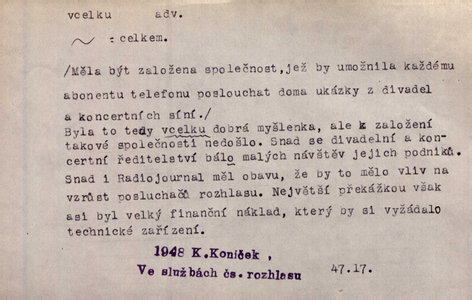 vcelku adv.
: celkem.
/Měla být založena společnost,jež by umožnila každému
abonentu telefonu poslouchat doma ukázky z divadel
a koncertních síní./
Byla to tedy vcelku dobrá myšlenka, ale k založení
takové společnosti nedošlo. Snad se divadelní a kon-
certní ředitelství bálo malých návštěv jejich podniků.
Snad i Radiojournal měl obavu, že by to mělo vliv na
vzrůst posluchačů rozhlasu. Největší překážkou však
asi byl velký finanční náklad, který by si vyžádalo
technické zařízení.
1948 K.Koníček ,
Ve službách čs. rozhlasu 47.17.